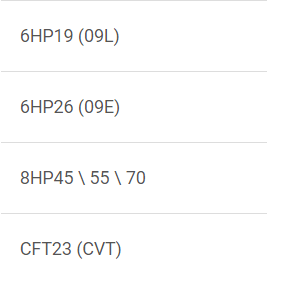 6HP19 (09L)
6HP26 (09E)
8HP45 \ 55 \ 70
CFT23 (CVT)